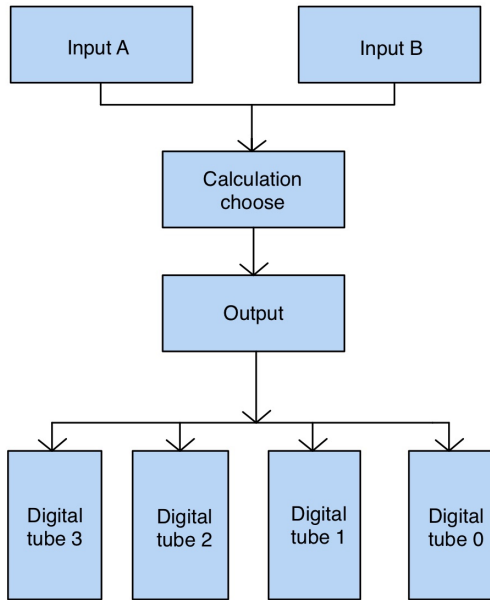 Input A
Input B
Calculation
choose
Output
Digital
tube 3
Digital
tube 2
Digital
tube 1
Digital
tube 0